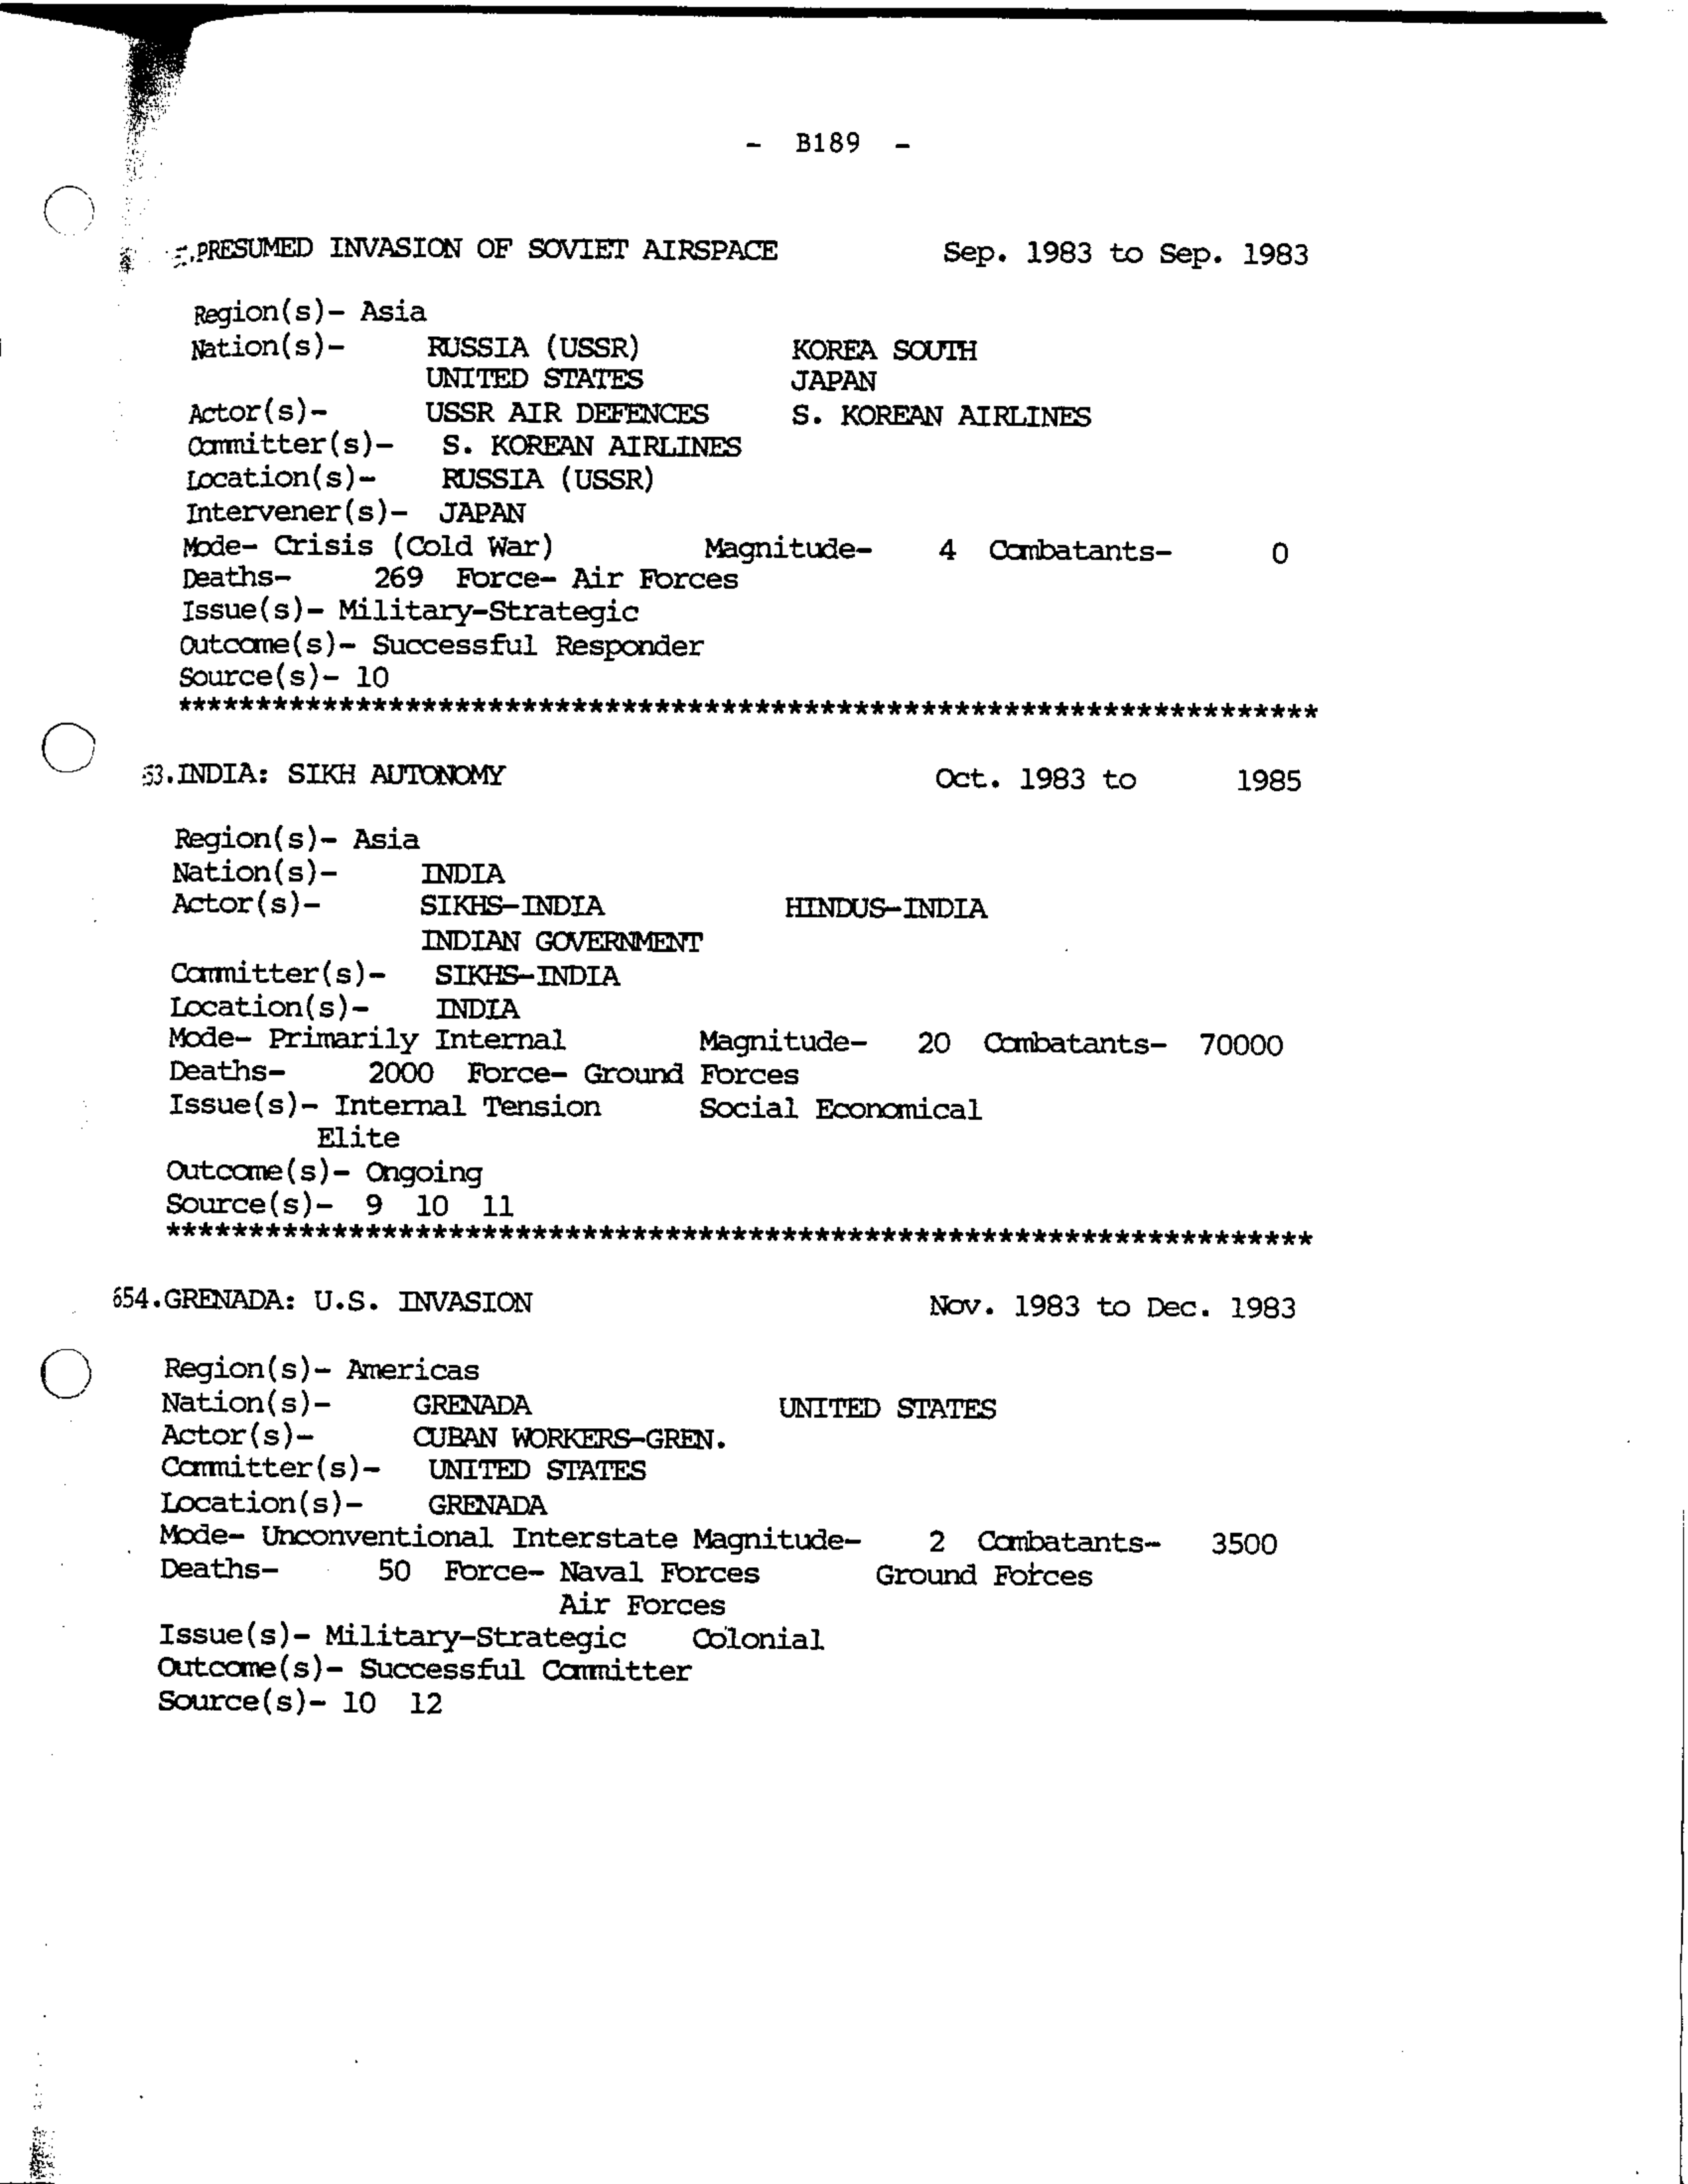 - B189 -
PRESUMED INVASION OF SOVIET AIRSPACE Sep. 1983 to Sep. 1983
Region(s)- Asia
Nation(s)- RUSSIA (USSR) KOREA SOUTH
UNITED STATES JAPAN
Actor(s)- USSR AIR DEFENCES S. KOREAN AIRLINES
Committer(s)- S. KOREAN AIRLINES
Location(s)- RUSSIA (USSR)
Intervener(s)- JAPAN
Mode- Crisis (Cold War) Magnitude- 4 Combatants- 0
Deaths- 269 Force- Air Forces
Issue(s)- Military-Strategic
Outcome(s)- Successful Responder
Source(s)- 10
*********************************************************************
53.INDIA: SIKH AUTONOMY Oct. 1983 to 1985
Region(s)- Asia
Nation(s)- INDIA
Actor(s)- SIKHS-INDIA HINDUS-INDIA
INDIAN GOVERNMENT
Committer(s)- SIKHS-INDIA
Location(s)- INDIA
Mode- Primarily Internal Magnitude- 20 Combatants- 70000
Deaths- 2000 Force- Ground Forces
Issue(s)- Internal Tension Social Economical
Elite
Outcome(s)- Ongoing
Source(s)- 9 10 11
*********************************************************************
654.GRENADA: U.S. INVASION Nov. 1983 to Dec. 1983
Region(s)- Americas
Nation(s)- GRENADA UNITED STATES
Actor(s)- CUBAN WORKERS-GREN.
Committer(s)- UNITED STATES
Location(s)- GRENADA
Mode- Unconventional Interstate Magnitude- 2 Combatants- 3500
Deaths- 50 Force- Naval Forces Ground Forces
Air Forces
Issue(s)- Military-Strategic Colonial
Outcome(s)- Successful Committer
Source(s)- 10 12